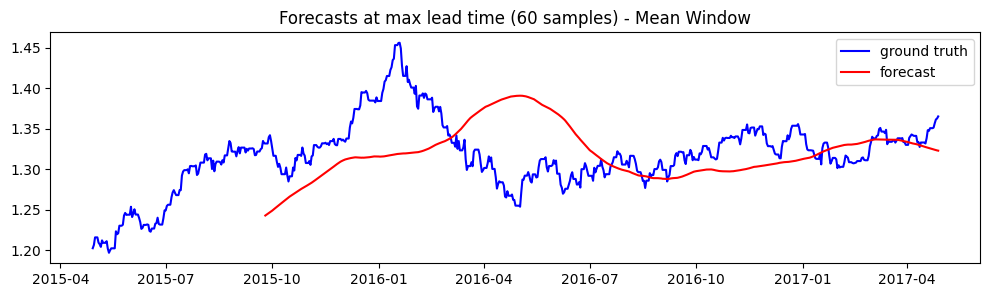 Forecasts at max lead time (60 samples) - Mean Window
ground truth
forecast
1.45
1.40
1.35
1.30
1.25
1.20
2015-04 2015-07 2015-10 2016-01 2016-04 2016-07 2016-10 2017-01 2017-04